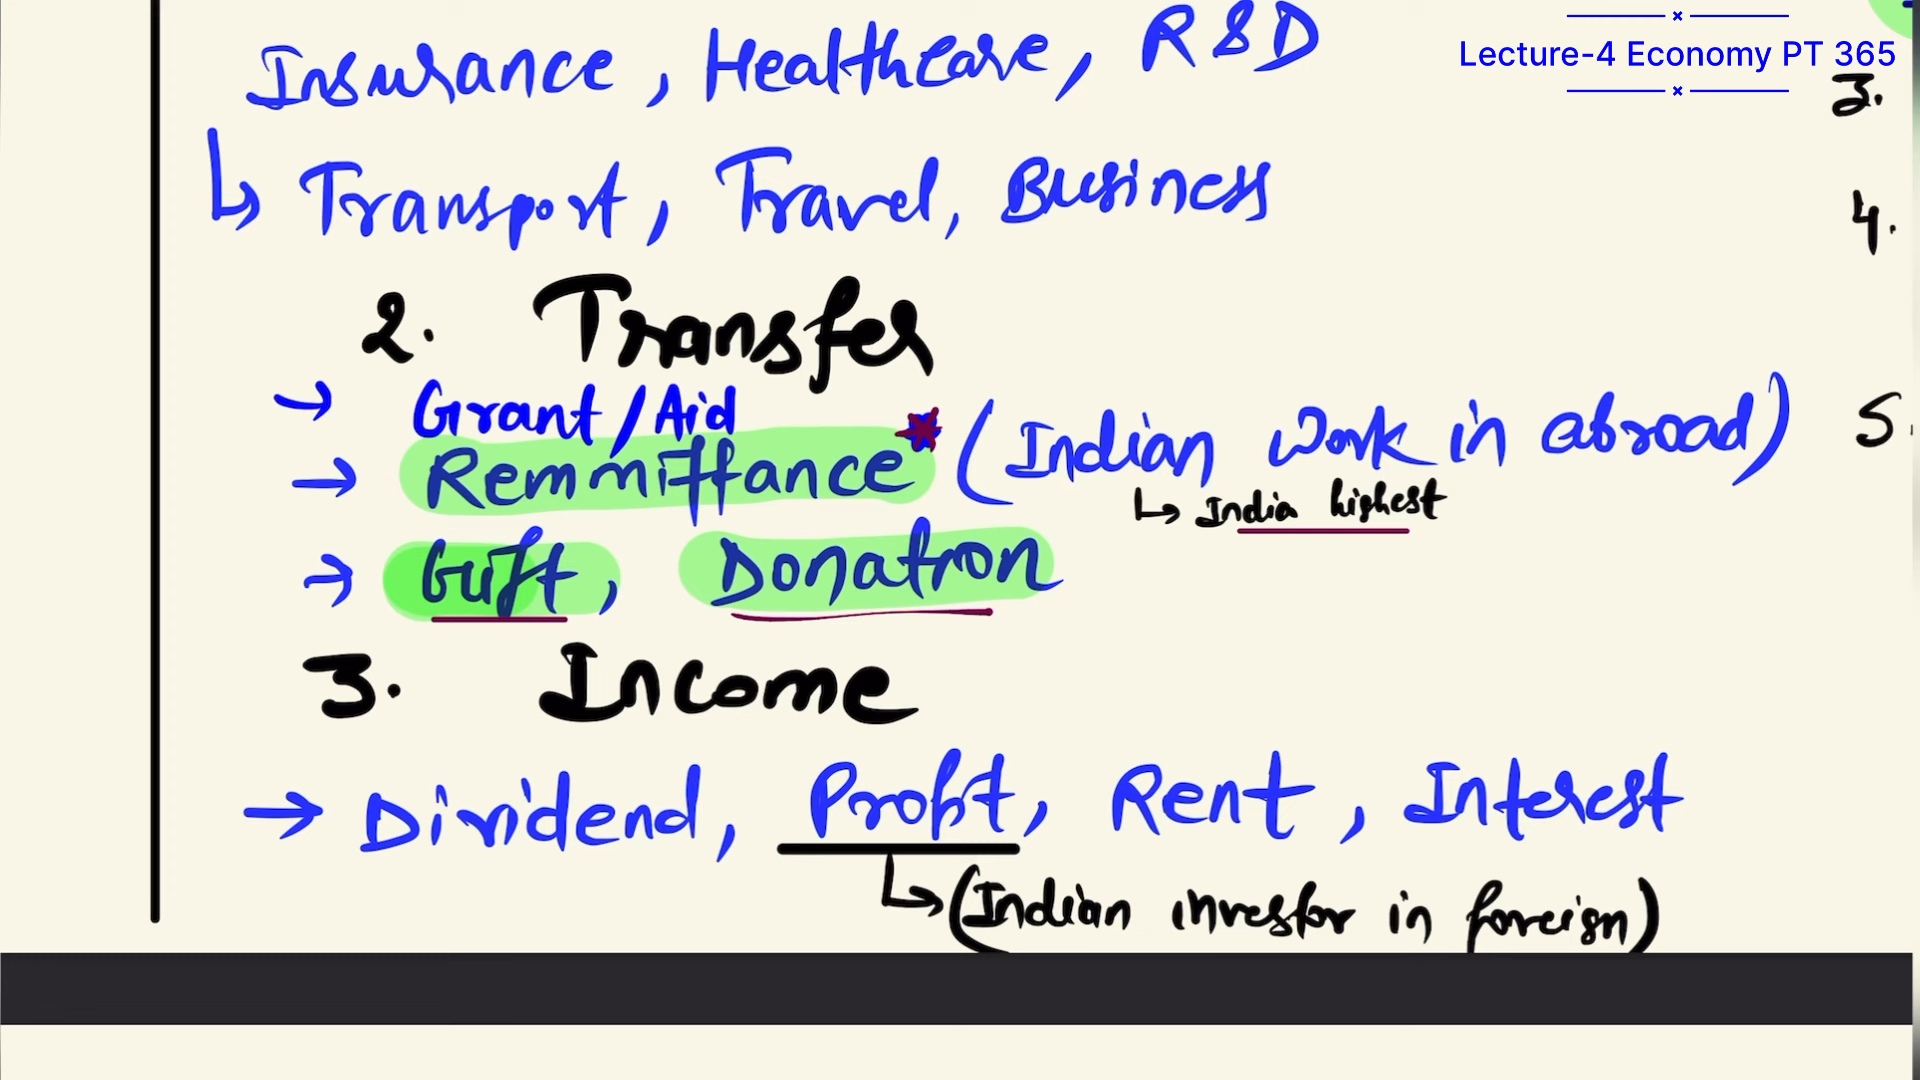 Insurance, Healthcare, R&D
Lecture-4 Economy PT 365
3.
↳ Transport, Travel, Business
4.
2. Transfer
→ Grant/Aid
→ Remmittance* (Indian work in abroad)
5.
↳ India highest
→ Gift, Donation
3. Income
→ Dividend, Profit, Rent, Interest
↳ (Indian investor in foreign)